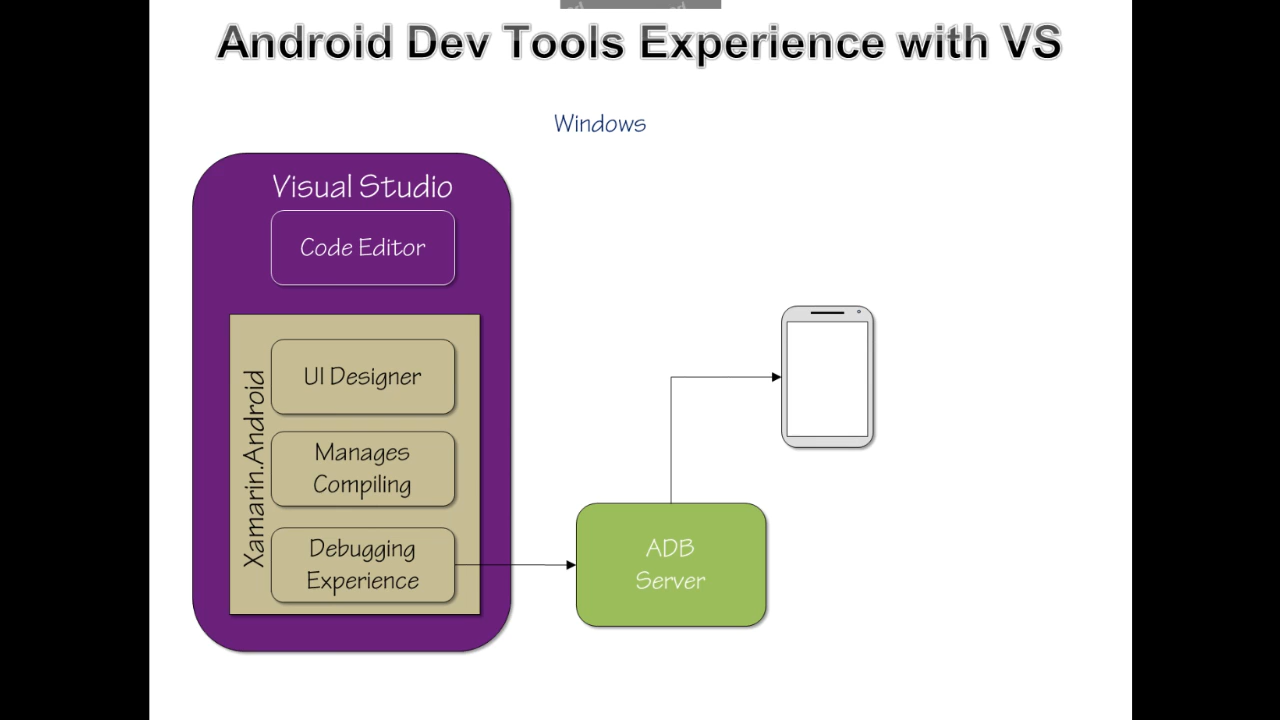 Android Dev Tools Experience with VS
Windows
Visual Studio
Code Editor
Xamarin.Android
UI Designer
Manages
Compiling
Debugging
Experience
ADB
Server